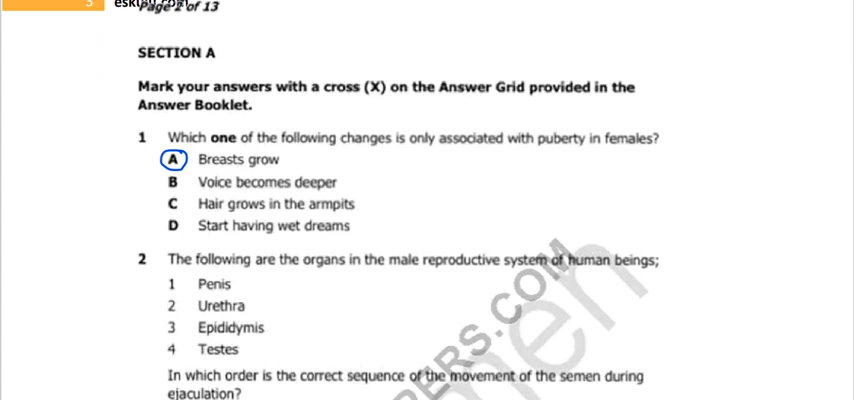 3
Page 2 of 13
SECTION A
Mark your answers with a cross (X) on the Answer Grid provided in the
Answer Booklet.
1 Which one of the following changes is only associated with puberty in females?
A Breasts grow
B Voice becomes deeper
C Hair grows in the armpits
D Start having wet dreams
2 The following are the organs in the male reproductive system of human beings;
1 Penis
2 Urethra
3 Epididymis
4 Testes
In which order is the correct sequence of the movement of the semen during
ejaculation?
ERS.COM